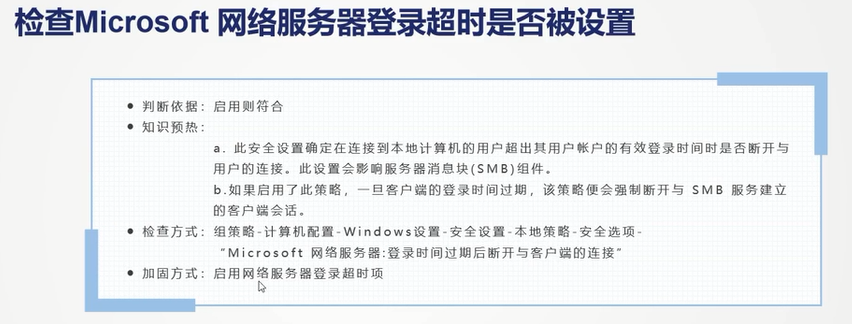 检查Microsoft 网络服务器登录超时是否被设置
● 判断依据：启用则符合
● 知识预热：
a. 此安全设置确定在连接到本地计算机的用户超出其用户帐户的有效登录时间时是否断开与
用户的连接。此设置会影响服务器消息块(SMB)组件。
b.如果启用了此策略，一旦客户端的登录时间过期，该策略便会强制断开与 SMB 服务建立
的客户端会话。
● 检查方式：组策略-计算机配置-Windows设置-安全设置-本地策略-安全选项-
“Microsoft 网络服务器:登录时间过期后断开与客户端的连接”
● 加固方式：启用网络服务器登录超时项